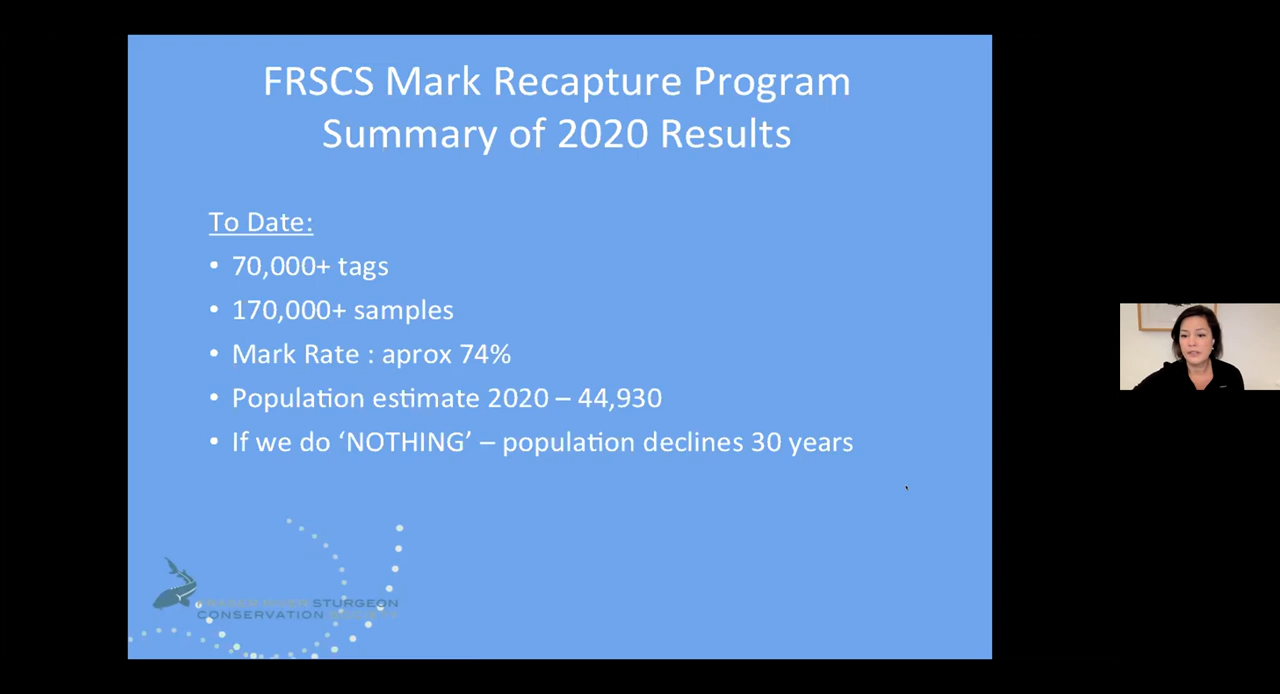 FRSCS Mark Recapture Program
Summary of 2020 Results
To Date:
• 70,000+ tags
• 170,000+ samples
• Mark Rate : aprox 74%
• Population estimate 2020 – 44,930
• If we do ‘NOTHING’ – population declines 30 years
STURGEON
CONSERVATION